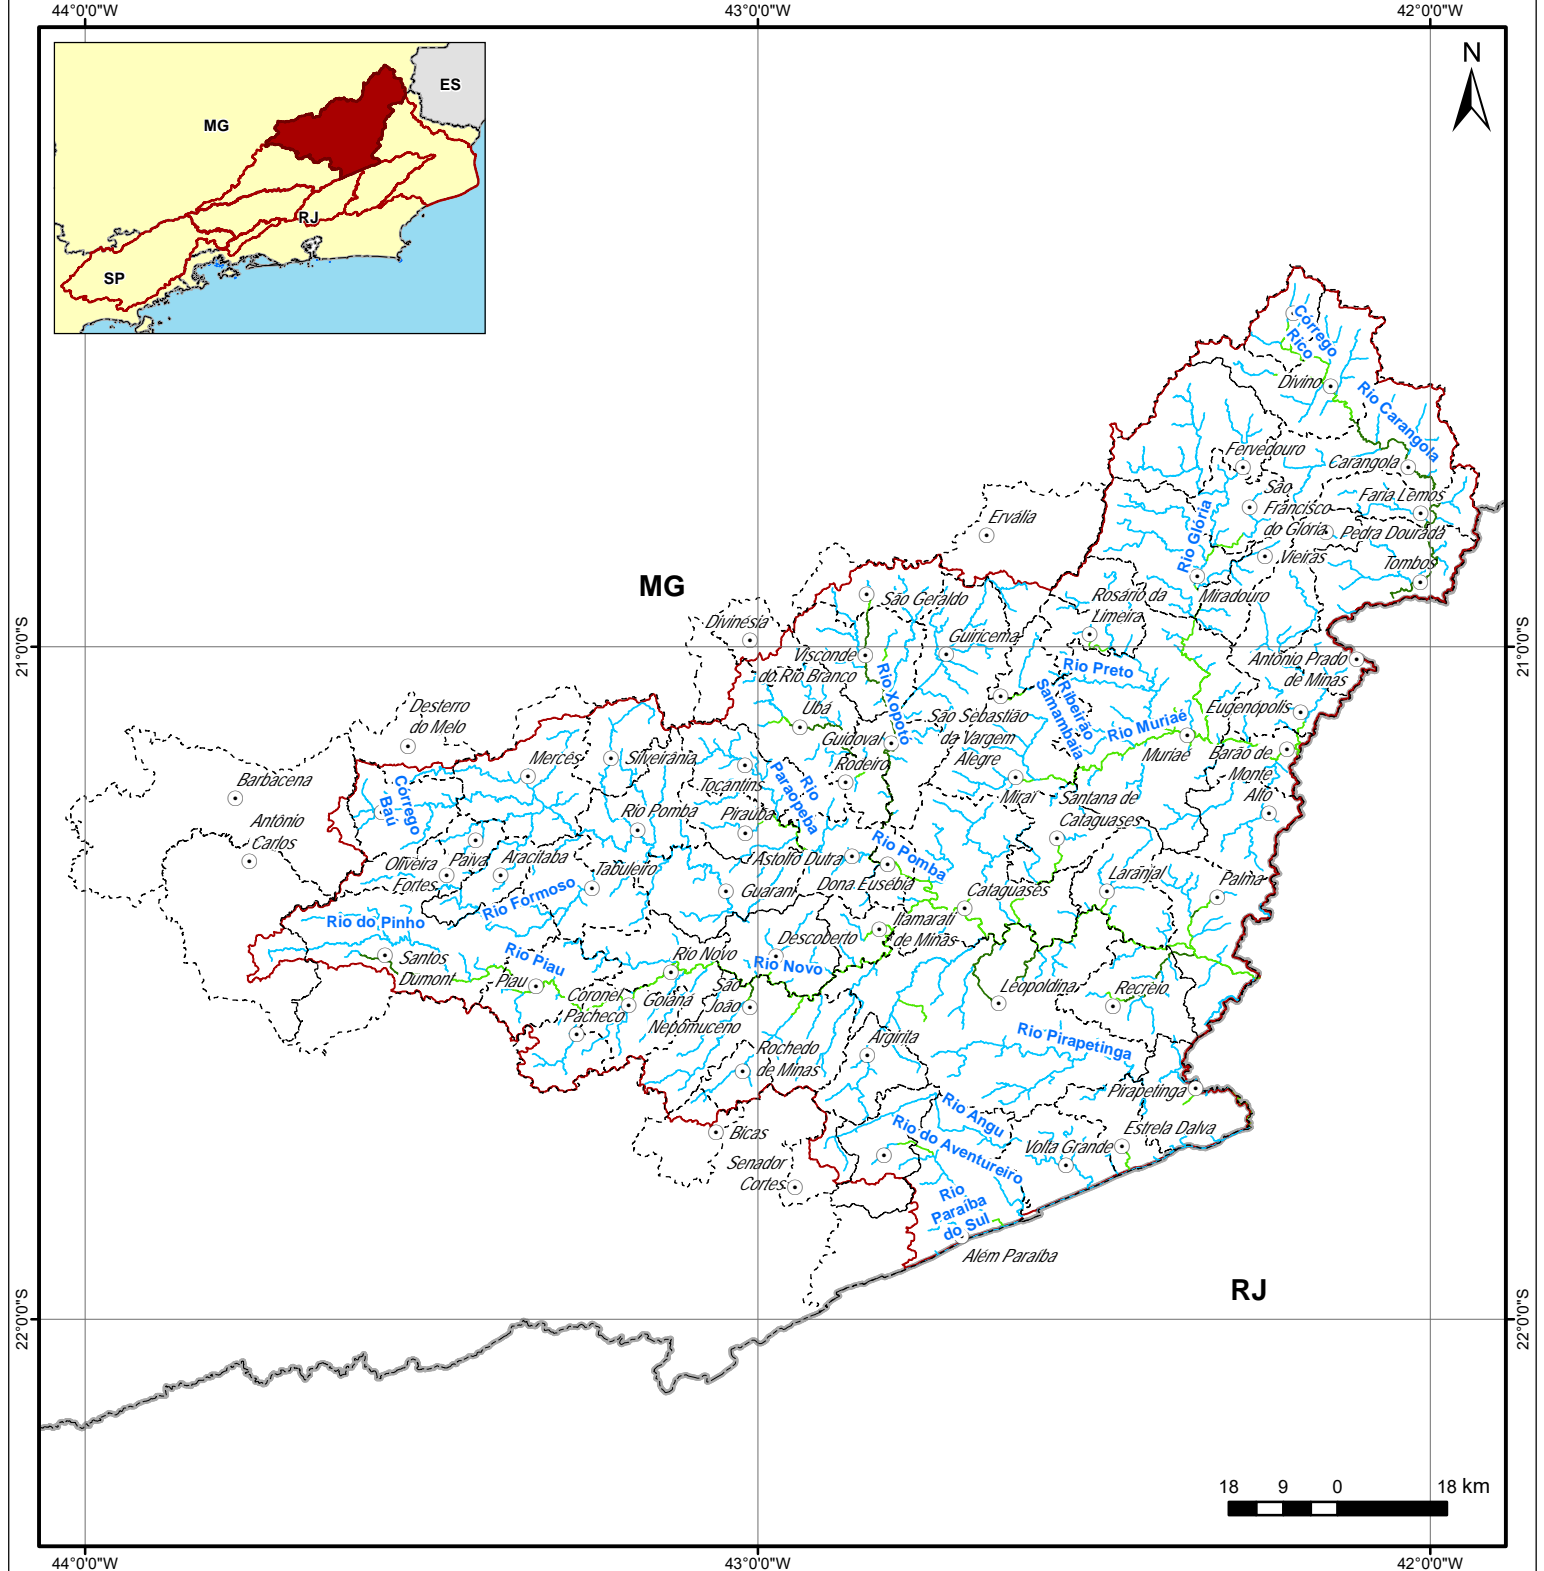 44°0'0"W
43°0'0"W
42°0'0"W
ES
MG
RJ
SP
N
Córrego
Rico
Divino
Rio Carangola
Fervedouro
Carangola
São
Francisco
do Glória
Faria Lemos
Rio Glória
Ervália
Pedra Dourada
Vieiras
Tombos
MG
São Geraldo
Rosário da
Limeira
Miradouro
Divinésia
Guiricema
21°0'0"S
21°0'0"S
Visconde
do Rio Branco
Rio Xopotó
Rio Preto
Antônio Prado
de Minas
Ribeirão
Samambaia
Desterro
do Melo
Ubá
São Sebastião
da Vargem
Alegre
Eugenópolis
Rio Muriaé
Guidoval
Mercês
Silveirânia
Muriaé
Barão de
Monte
Alto
Rodeiro
Tocantins
Rio
Paraopeba
Barbacena
Córrego
Baú
Miraí
Santana de
Cataguases
Rio Pomba
Piraúba
Antônio
Carlos
Rio Pomba
Astolfo Dutra
Oliveira
Fortes
Paiva
Aracitaba
Tabuleiro
Dona Eusébia
Laranjal
Palma
Rio Formoso
Guarani
Cataguases
Rio do Pinho
Itamarati
de Minas
Descoberto
Santos
Dumont
Rio Piau
Rio Novo
Rio Novo
Piau
Coronel
Pacheco
Goianá
São
João
Nepomuceno
Leopoldina
Recreio
Rio Pirapetinga
Argirita
Rochedo
de Minas
Pirapetinga
Rio Angu
Bicas
Rio do Aventureiro
Estrela Dalva
Volta Grande
Senador
Cortes
Rio
Paraíba
do Sul
Além Paraíba
RJ
22°0'0"S
22°0'0"S
18 9 0 18 km
44°0'0"W
43°0'0"W
42°0'0"W